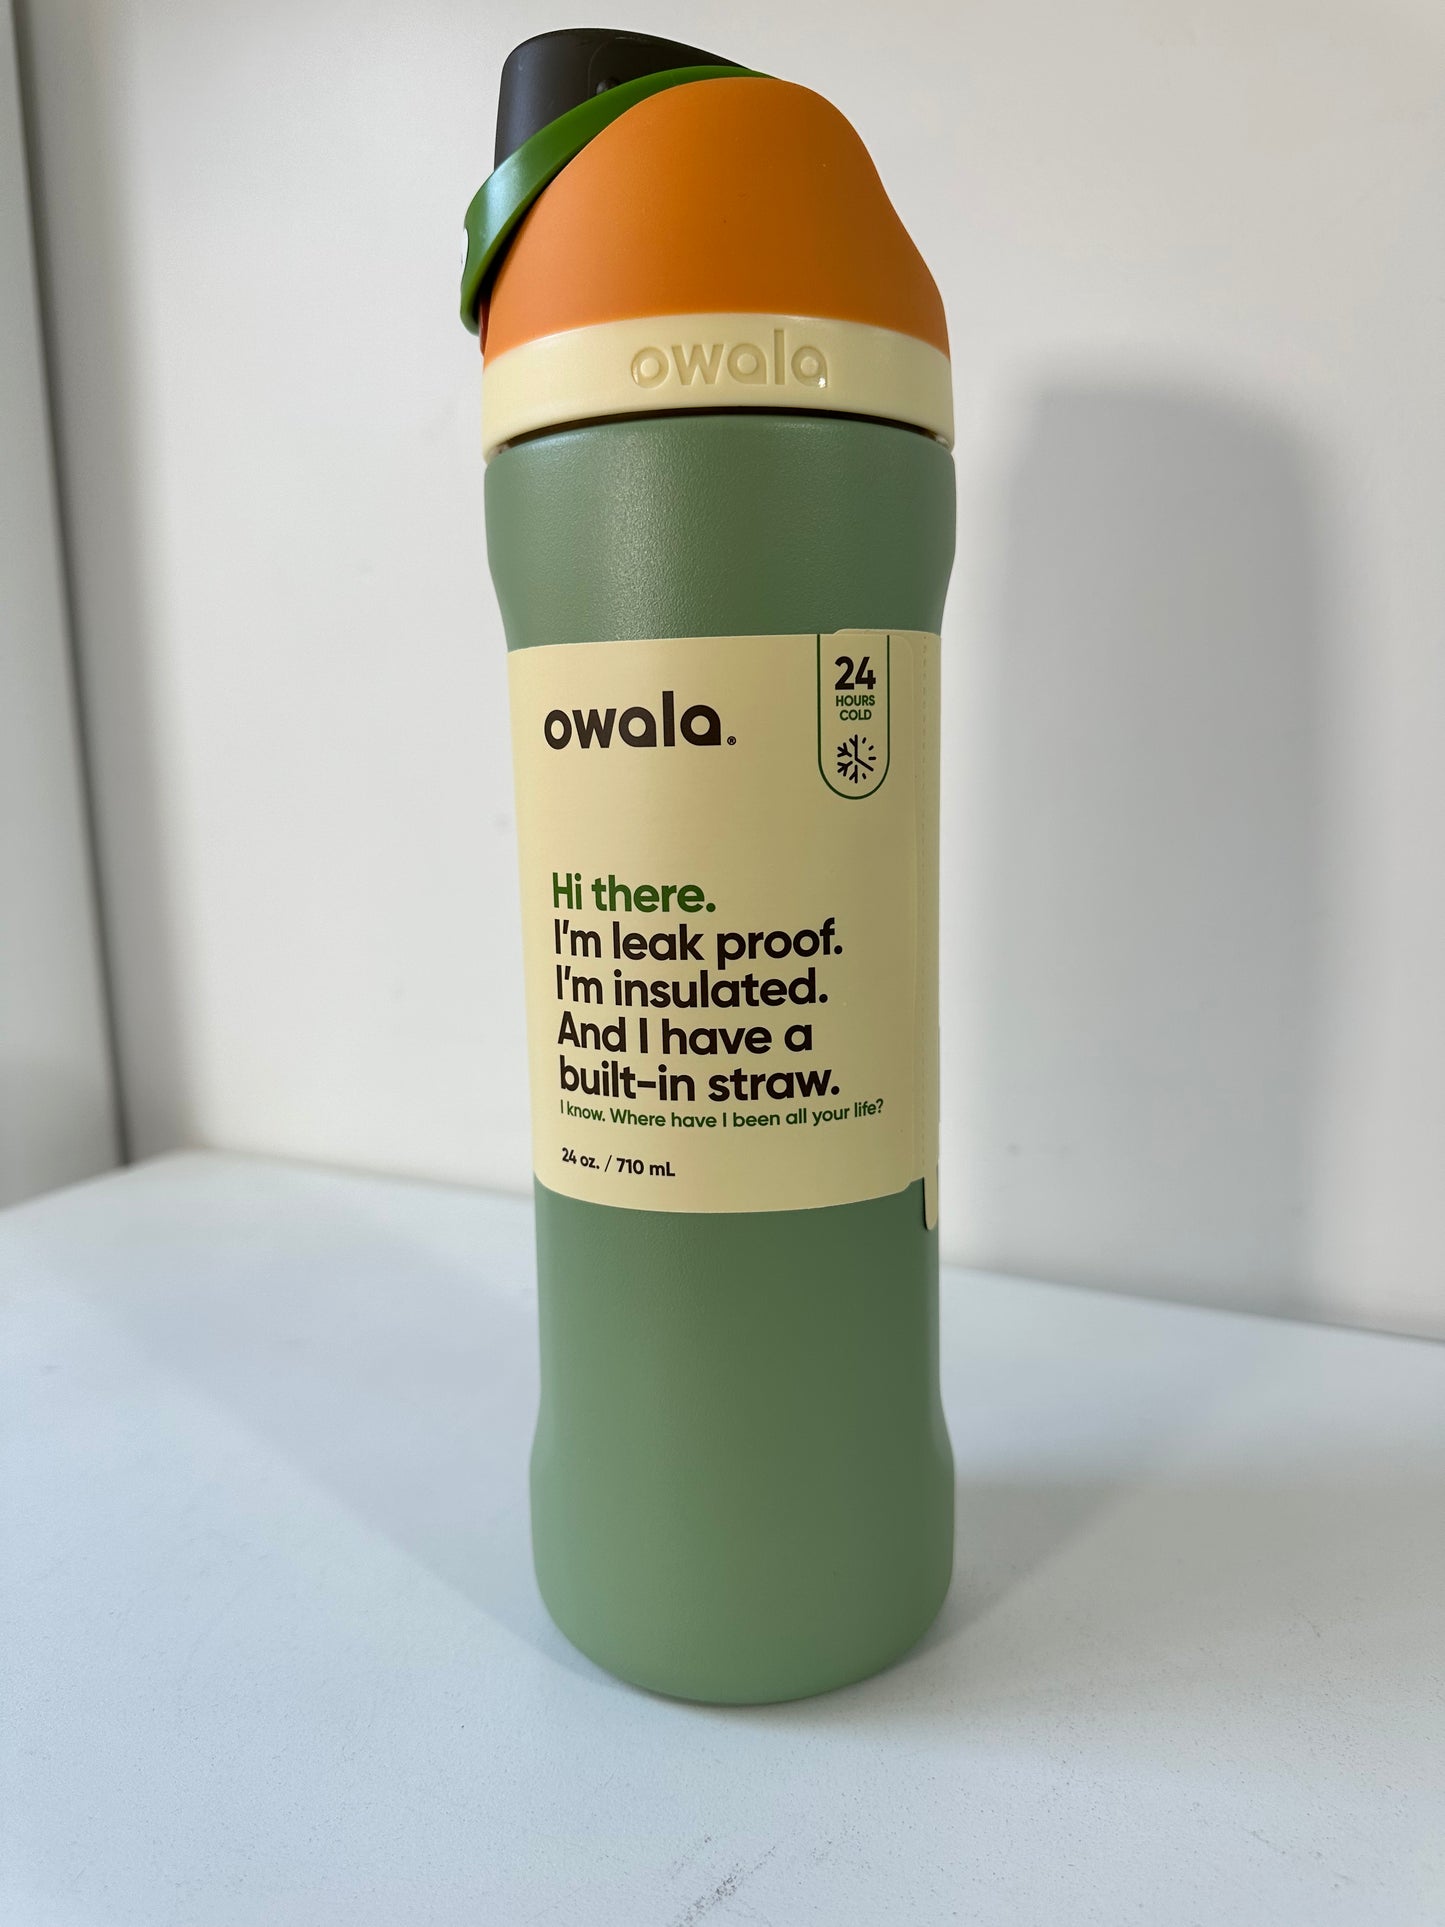 owala
owala®
24
HOURS
COLD
Hi there.
I'm leak proof.
I'm insulated.
And I have a
built-in straw.
I know. Where have I been all your life?
24 oz. / 710 mL